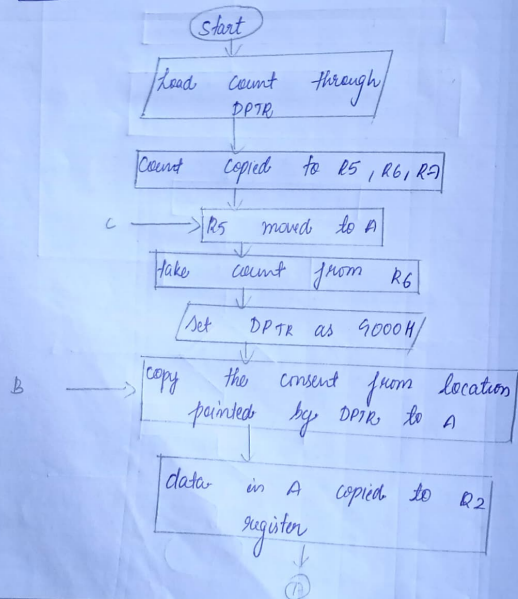 Start
Load count through
DPTR
Count copied to R5, R6, R7
C
R5 moved to A
take count from R6
Set DPTR as 9000H
B
copy the consent from location
pointed by DPTR to A
data in A copied to R2
register
A